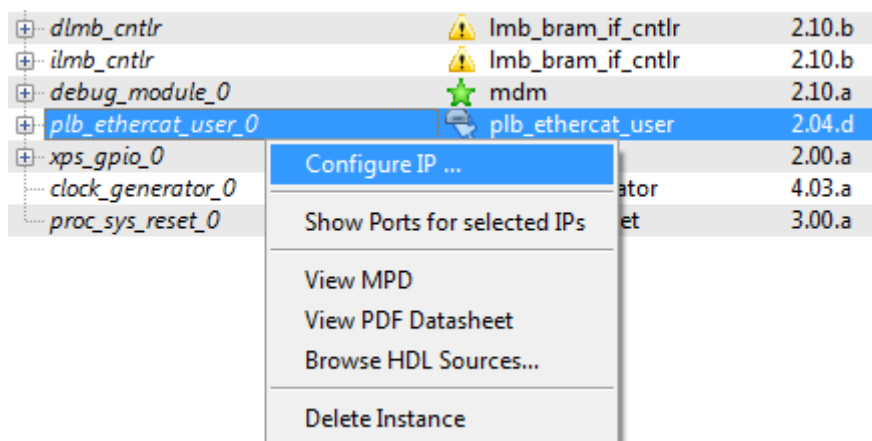 dlmb_cntlr lmb_bram_if_cntlr 2.10.b
ilmb_cntlr lmb_bram_if_cntlr 2.10.b
debug_module_0 mdm 2.10.a
plb_ethercat_user_0 plb_ethercat_user 2.04.d
xps_gpio_0 2.00.a
clock_generator_0 ator 4.03.a
proc_sys_reset_0 et 3.00.a
Configure IP ...
Show Ports for selected IPs
View MPD
View PDF Datasheet
Browse HDL Sources...
Delete Instance